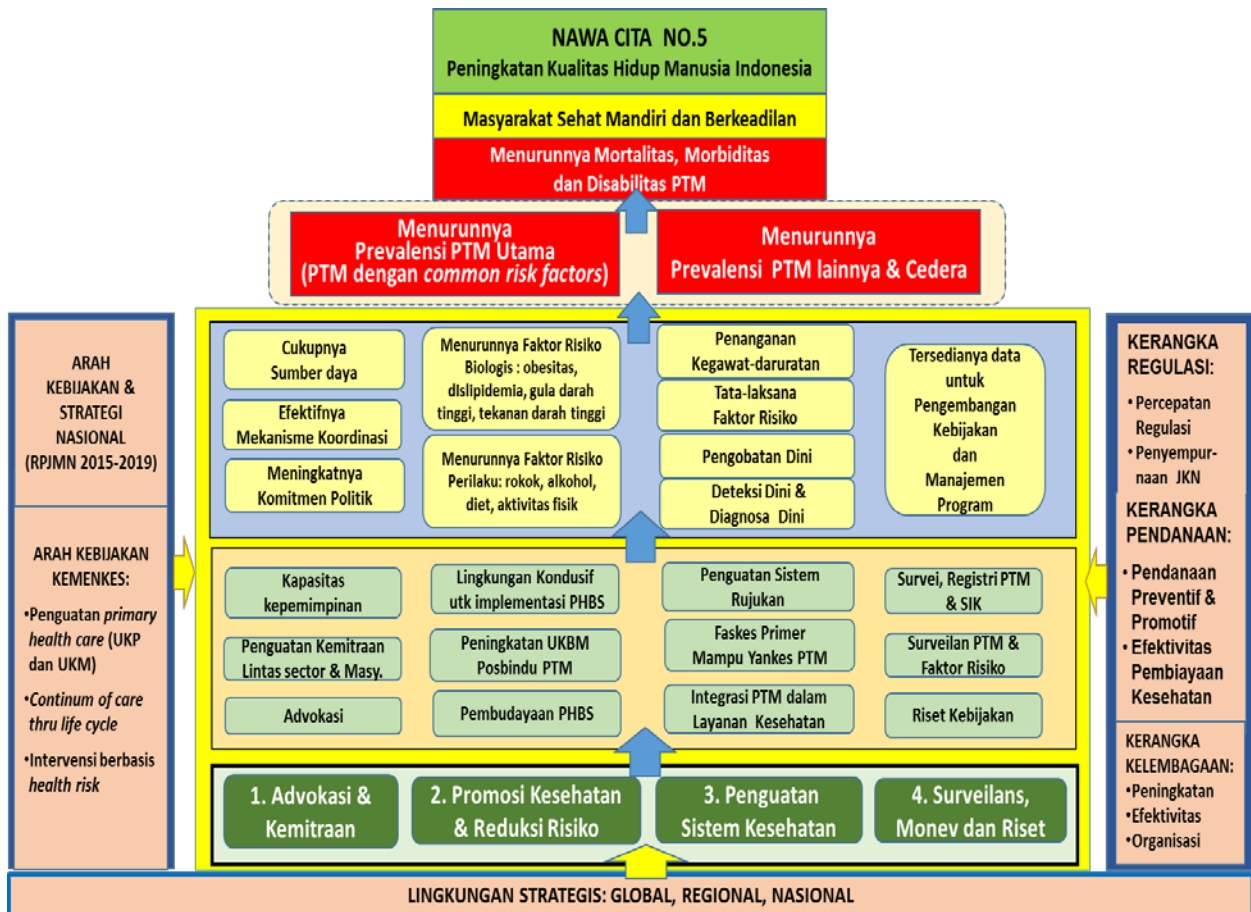 NAWA CITA NO.5
Peningkatan Kualitas Hidup Manusia Indonesia
Masyarakat Sehat Mandiri dan Berkeadilan
Menurunnya Mortalitas, Morbiditas
dan Disabilitas PTM
Menurunnya
Prevalensi PTM Utama
(PTM dengan common risk factors)
Menurunnya
Prevalensi PTM lainnya & Cedera
ARAH
KEBIJAKAN &
STRATEGI
NASIONAL
(RPJMN 2015-2019)
ARAH KEBIJAKAN
KEMENKES:
•Penguatan primary
health care (UKP
dan UKM)
•Continum of care
thru life cycle
•Intervensi berbasis
health risk
Cukupnya
Sumber daya
Efektifnya
Mekanisme Koordinasi
Meningkatnya
Komitmen Politik
Menurunnya Faktor Risiko
Biologis : obesitas,
dislipidemia, gula darah
tinggi, tekanan darah tinggi
Menurunnya Faktor Risiko
Perilaku: rokok, alkohol,
diet, aktivitas fisik
Penanganan
Kegawat-daruratan
Tata-laksana
Faktor Risiko
Pengobatan Dini
Deteksi Dini &
Diagnosa Dini
Tersedianya data
untuk
Pengembangan
Kebijakan
dan
Manajemen
Program
Kapasitas
kepemimpinan
Penguatan Kemitraan
Lintas sector & Masy.
Advokasi
Lingkungan Kondusif
utk implementasi PHBS
Peningkatan UKBM
Posbindu PTM
Pembudayaan PHBS
Penguatan Sistem
Rujukan
Faskes Primer
Mampu Yankes PTM
Integrasi PTM dalam
Layanan Kesehatan
Survei, Registri PTM
& SIK
Surveilan PTM &
Faktor Risiko
Riset Kebijakan
1. Advokasi &
Kemitraan
2. Promosi Kesehatan
& Reduksi Risiko
3. Penguatan
Sistem Kesehatan
4. Surveilans,
Monev dan Riset
KERANGKA
REGULASI:
• Percepatan
Regulasi
• Penyempur-
naan JKN
KERANGKA
PENDANAAN:
• Pendanaan
Preventif &
Promotif
• Efektivitas
Pembiayaan
Kesehatan
KERANGKA
KELEMBAGAAN:
•Peningkatan
•Efektivitas
•Organisasi
LINGKUNGAN STRATEGIS: GLOBAL, REGIONAL, NASIONAL